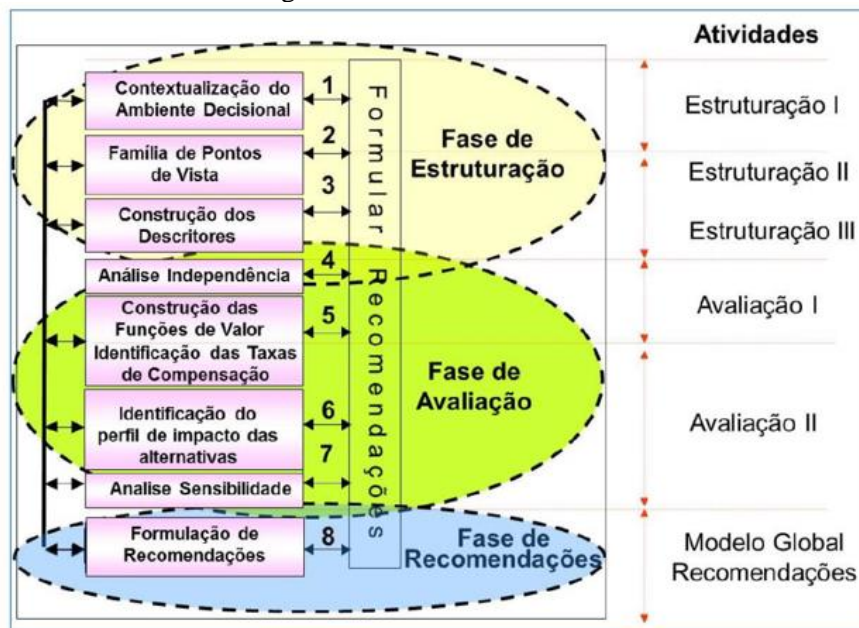 Atividades
Contextualização do
Ambiente Decisional
1
Família de Pontos
de Vista
2
3
Construção dos
Descritores
Análise Independência
4
Construção das
Funções de Valor
Identificação das Taxas
de Compensação
5
Identificação do
perfil de impacto das
alternativas
6
7
Analise Sensibilidade
Formulação de
Recomendações
8
Formular Recomendações
Fase de
Estruturação
Fase de
Avaliação
Fase de
Recomendações
Estruturação I
Estruturação II
Estruturação III
Avaliação I
Avaliação II
Modelo Global
Recomendações